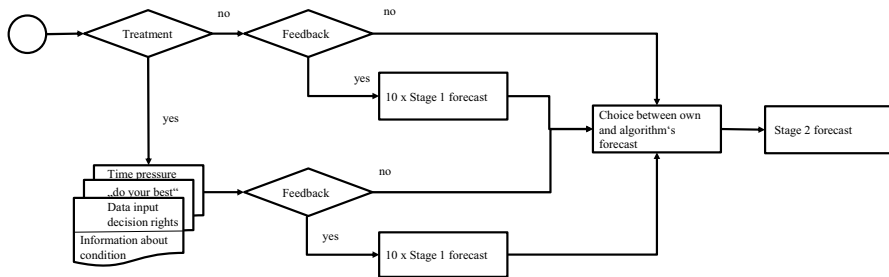 Treatment
no
Feedback
no
yes
10 x Stage 1 forecast
yes
Choice between own
and algorithm‘s
forecast
Stage 2 forecast
Time pressure
„do your best“
Data input
decision rights
Information about
condition
Feedback
no
yes
10 x Stage 1 forecast